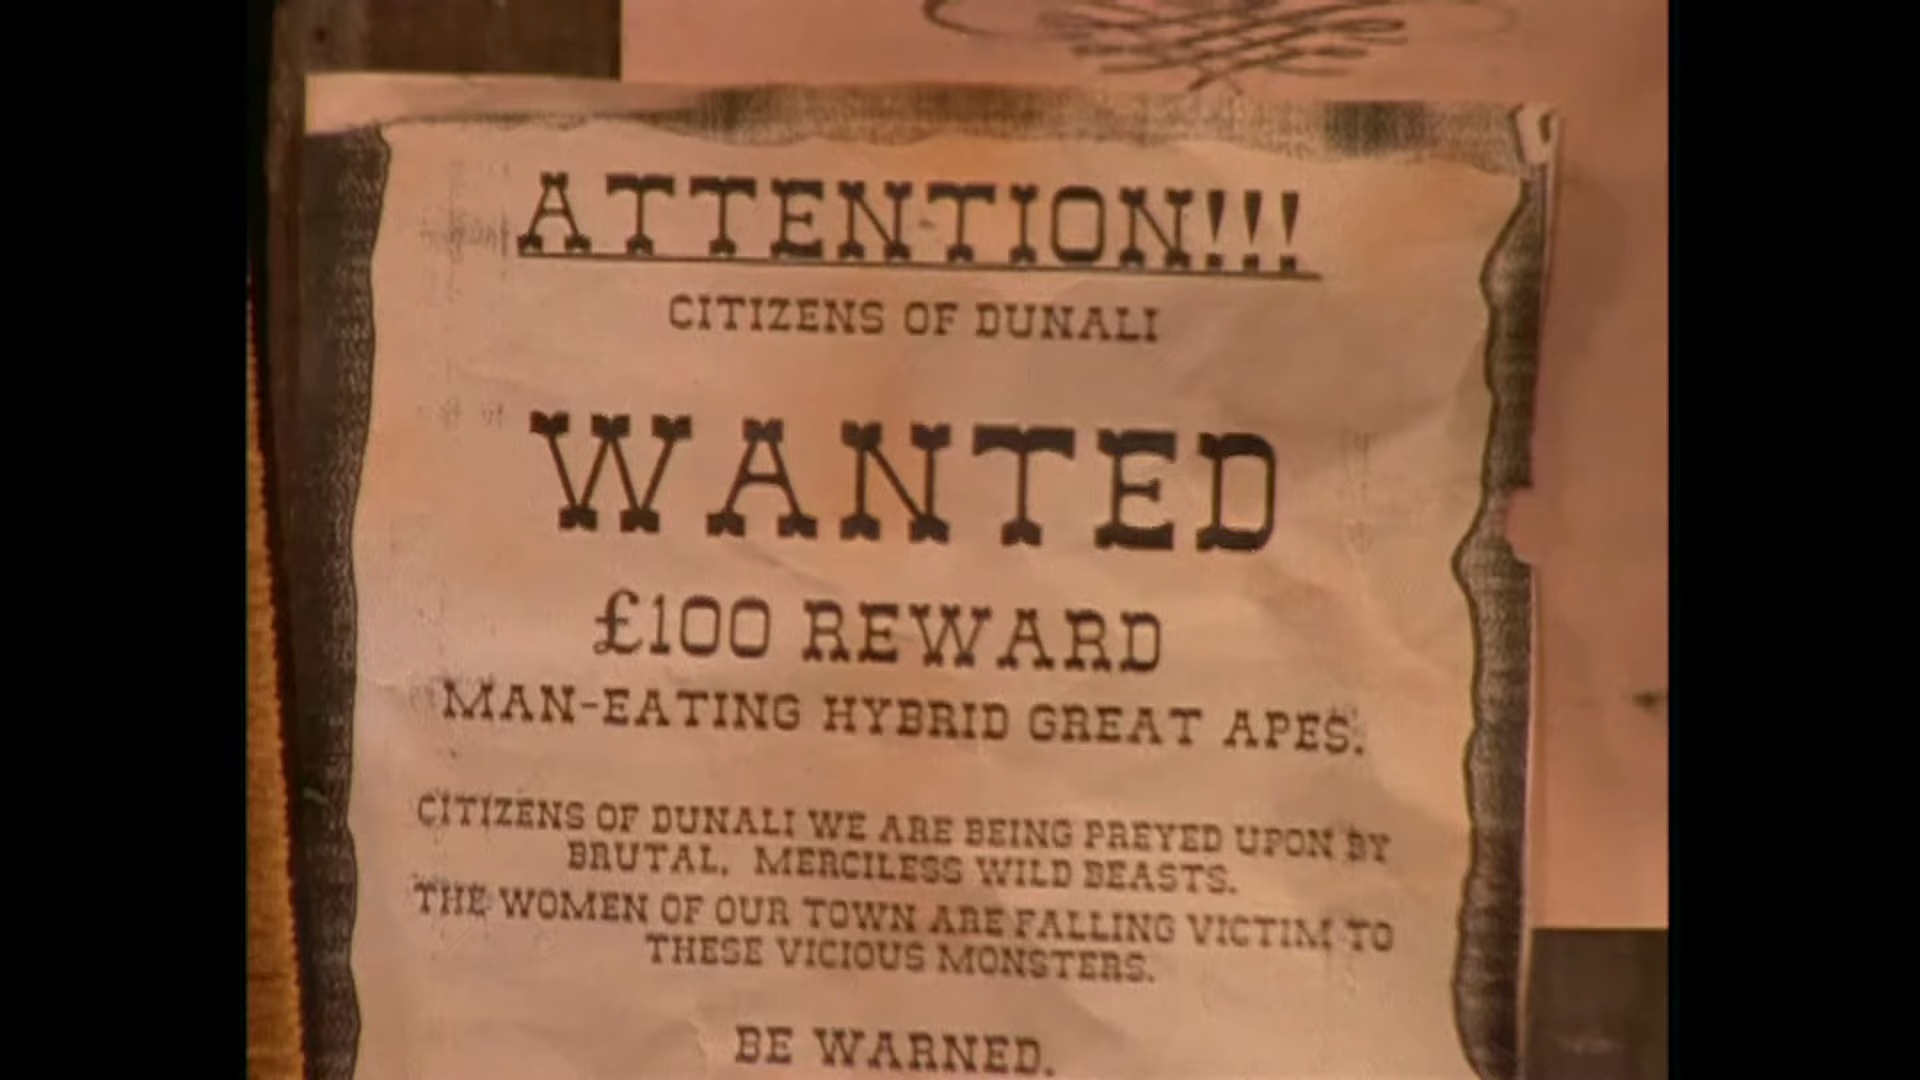 ATTENTION!!!
CITIZENS OF DUNALI
WANTED
£100 REWARD
MAN-EATING HYBRID GREAT APES.
CITIZENS OF DUNALI WE ARE BEING PREYED UPON BY
BRUTAL, MERCILESS WILD BEASTS.
THE WOMEN OF OUR TOWN ARE FALLING VICTIM TO
THESE VICIOUS MONSTERS.
BE WARNED.